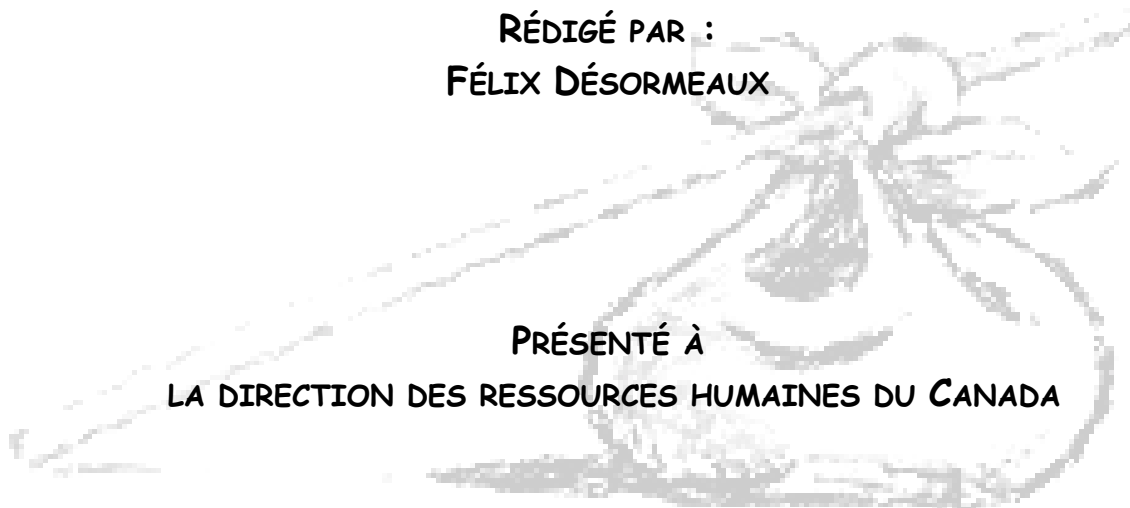 RÉDIGÉ PAR :
FÉLIX DÉSORMEAUX
PRÉSENTÉ À
LA DIRECTION DES RESSOURCES HUMAINES DU CANADA